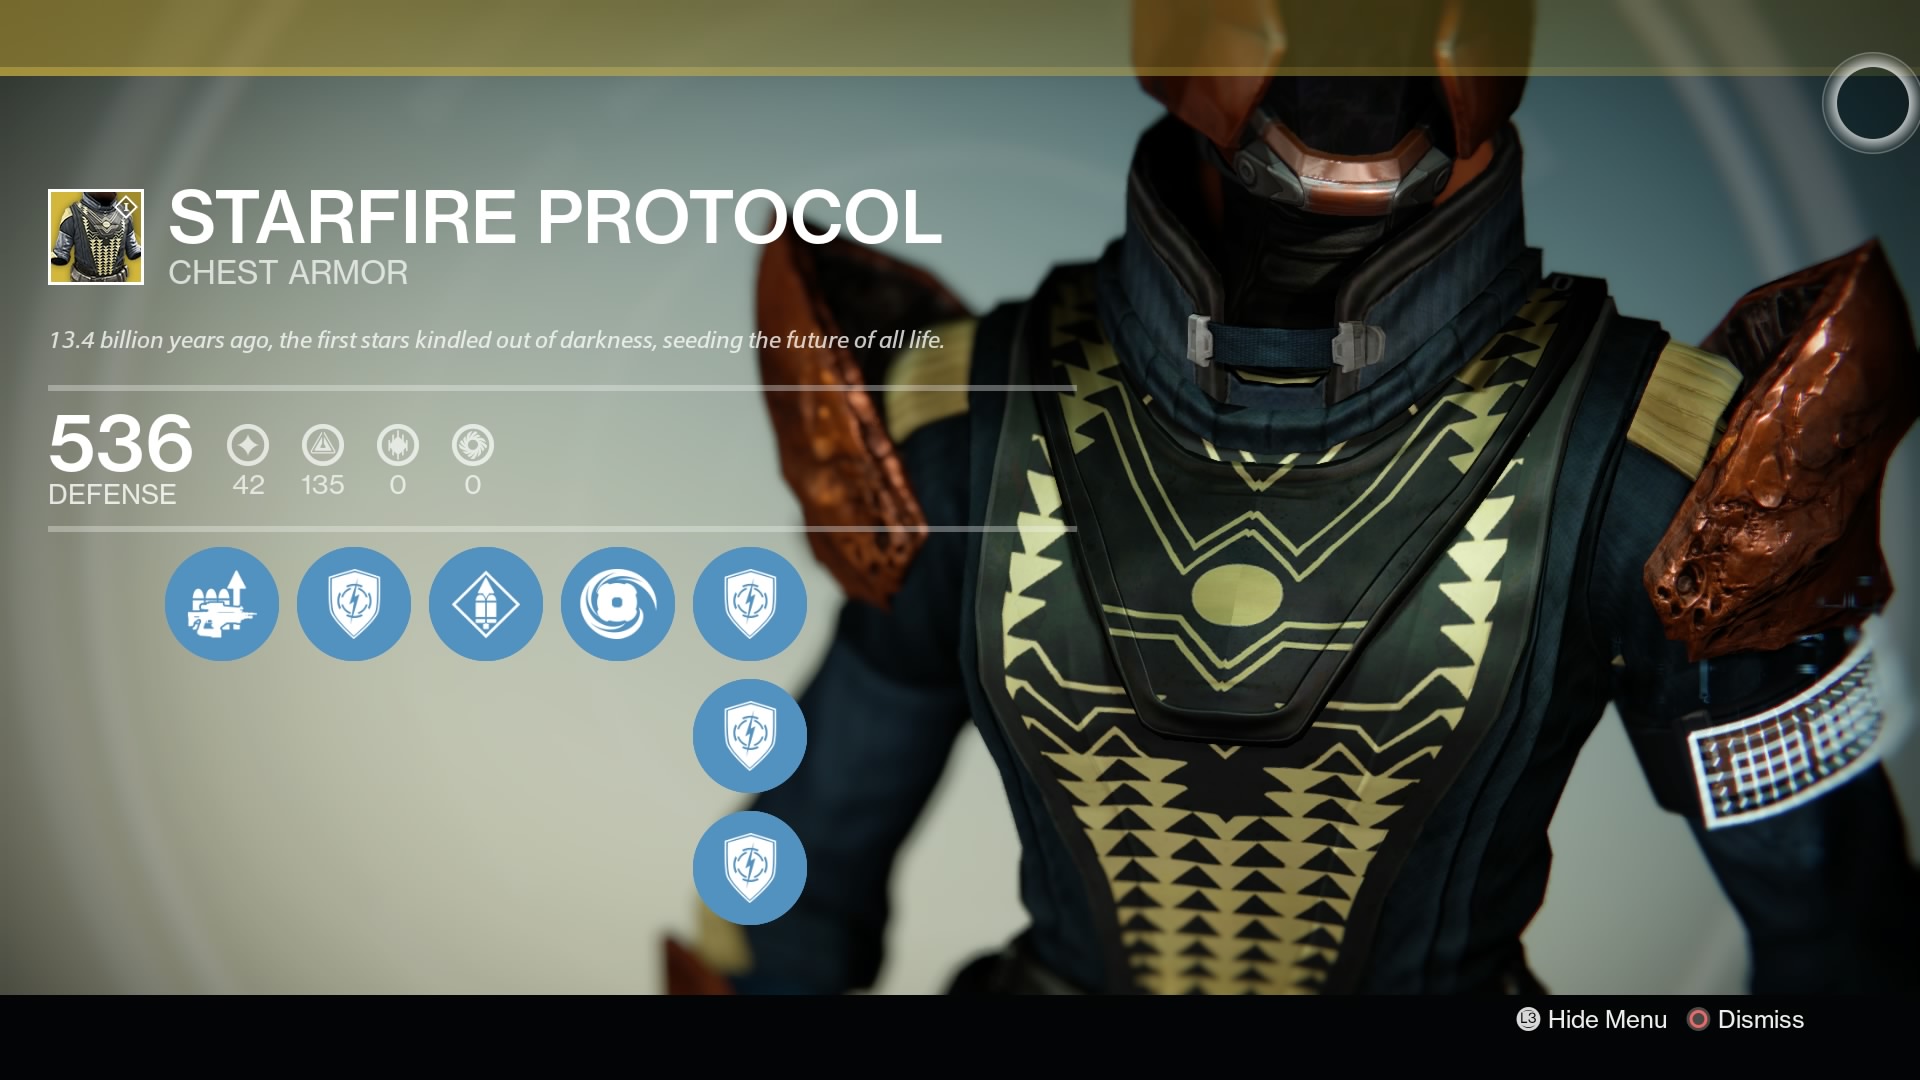 STARFIRE PROTOCOL
CHEST ARMOR
13.4 billion years ago, the first stars kindled out of darkness, seeding the future of all life.
536
DEFENSE
42 135 0 0
L3 Hide Menu Dismiss